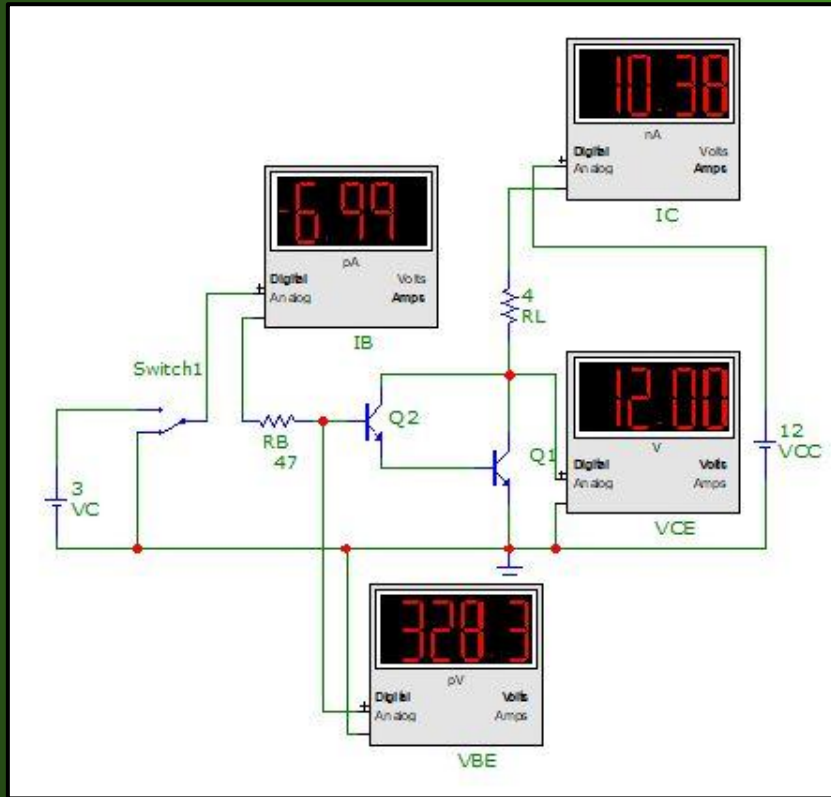 10.38
nA
Digital Volts
Analog Amps
IC
-6.99
pA
Digital Volts
Analog Amps
IB
4
RL
Switch1
12.00
V
Digital Volts
Analog Amps
VCE
Q2
RB
47
Q1
12
VCC
3
VC
328.3
pV
Digital Volts
Analog Amps
VBE